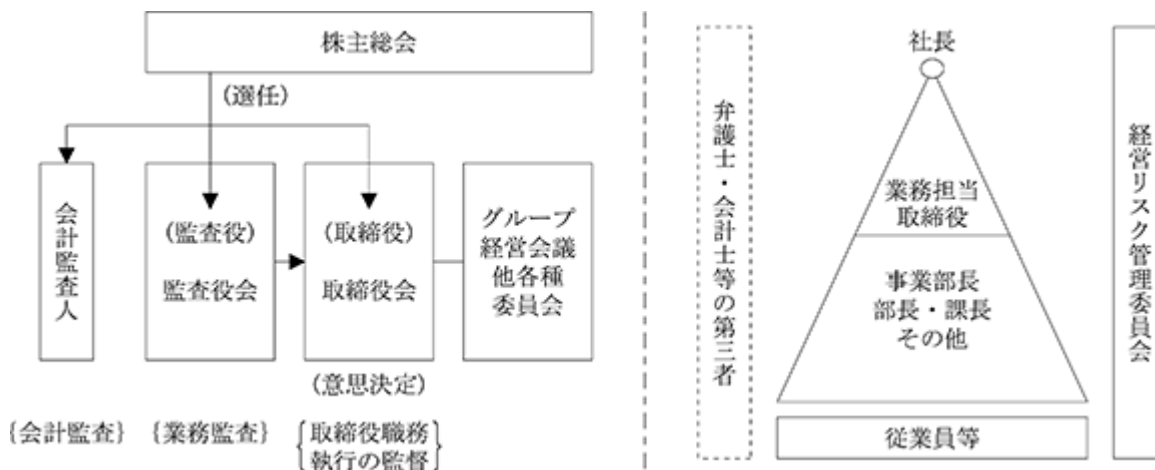 株主総会
(選任)
会計監査人
(監査役)
監査役会
(取締役)
取締役会
グループ
経営会議
他各種
委員会
(意思決定)
{会計監査}
{業務監査}
{取締役職務
執行の監督}
弁護士・会計士等の第三者
社長
業務担当
取締役
事業部長
部長・課長
その他
従業員等
経営リスク管理委員会